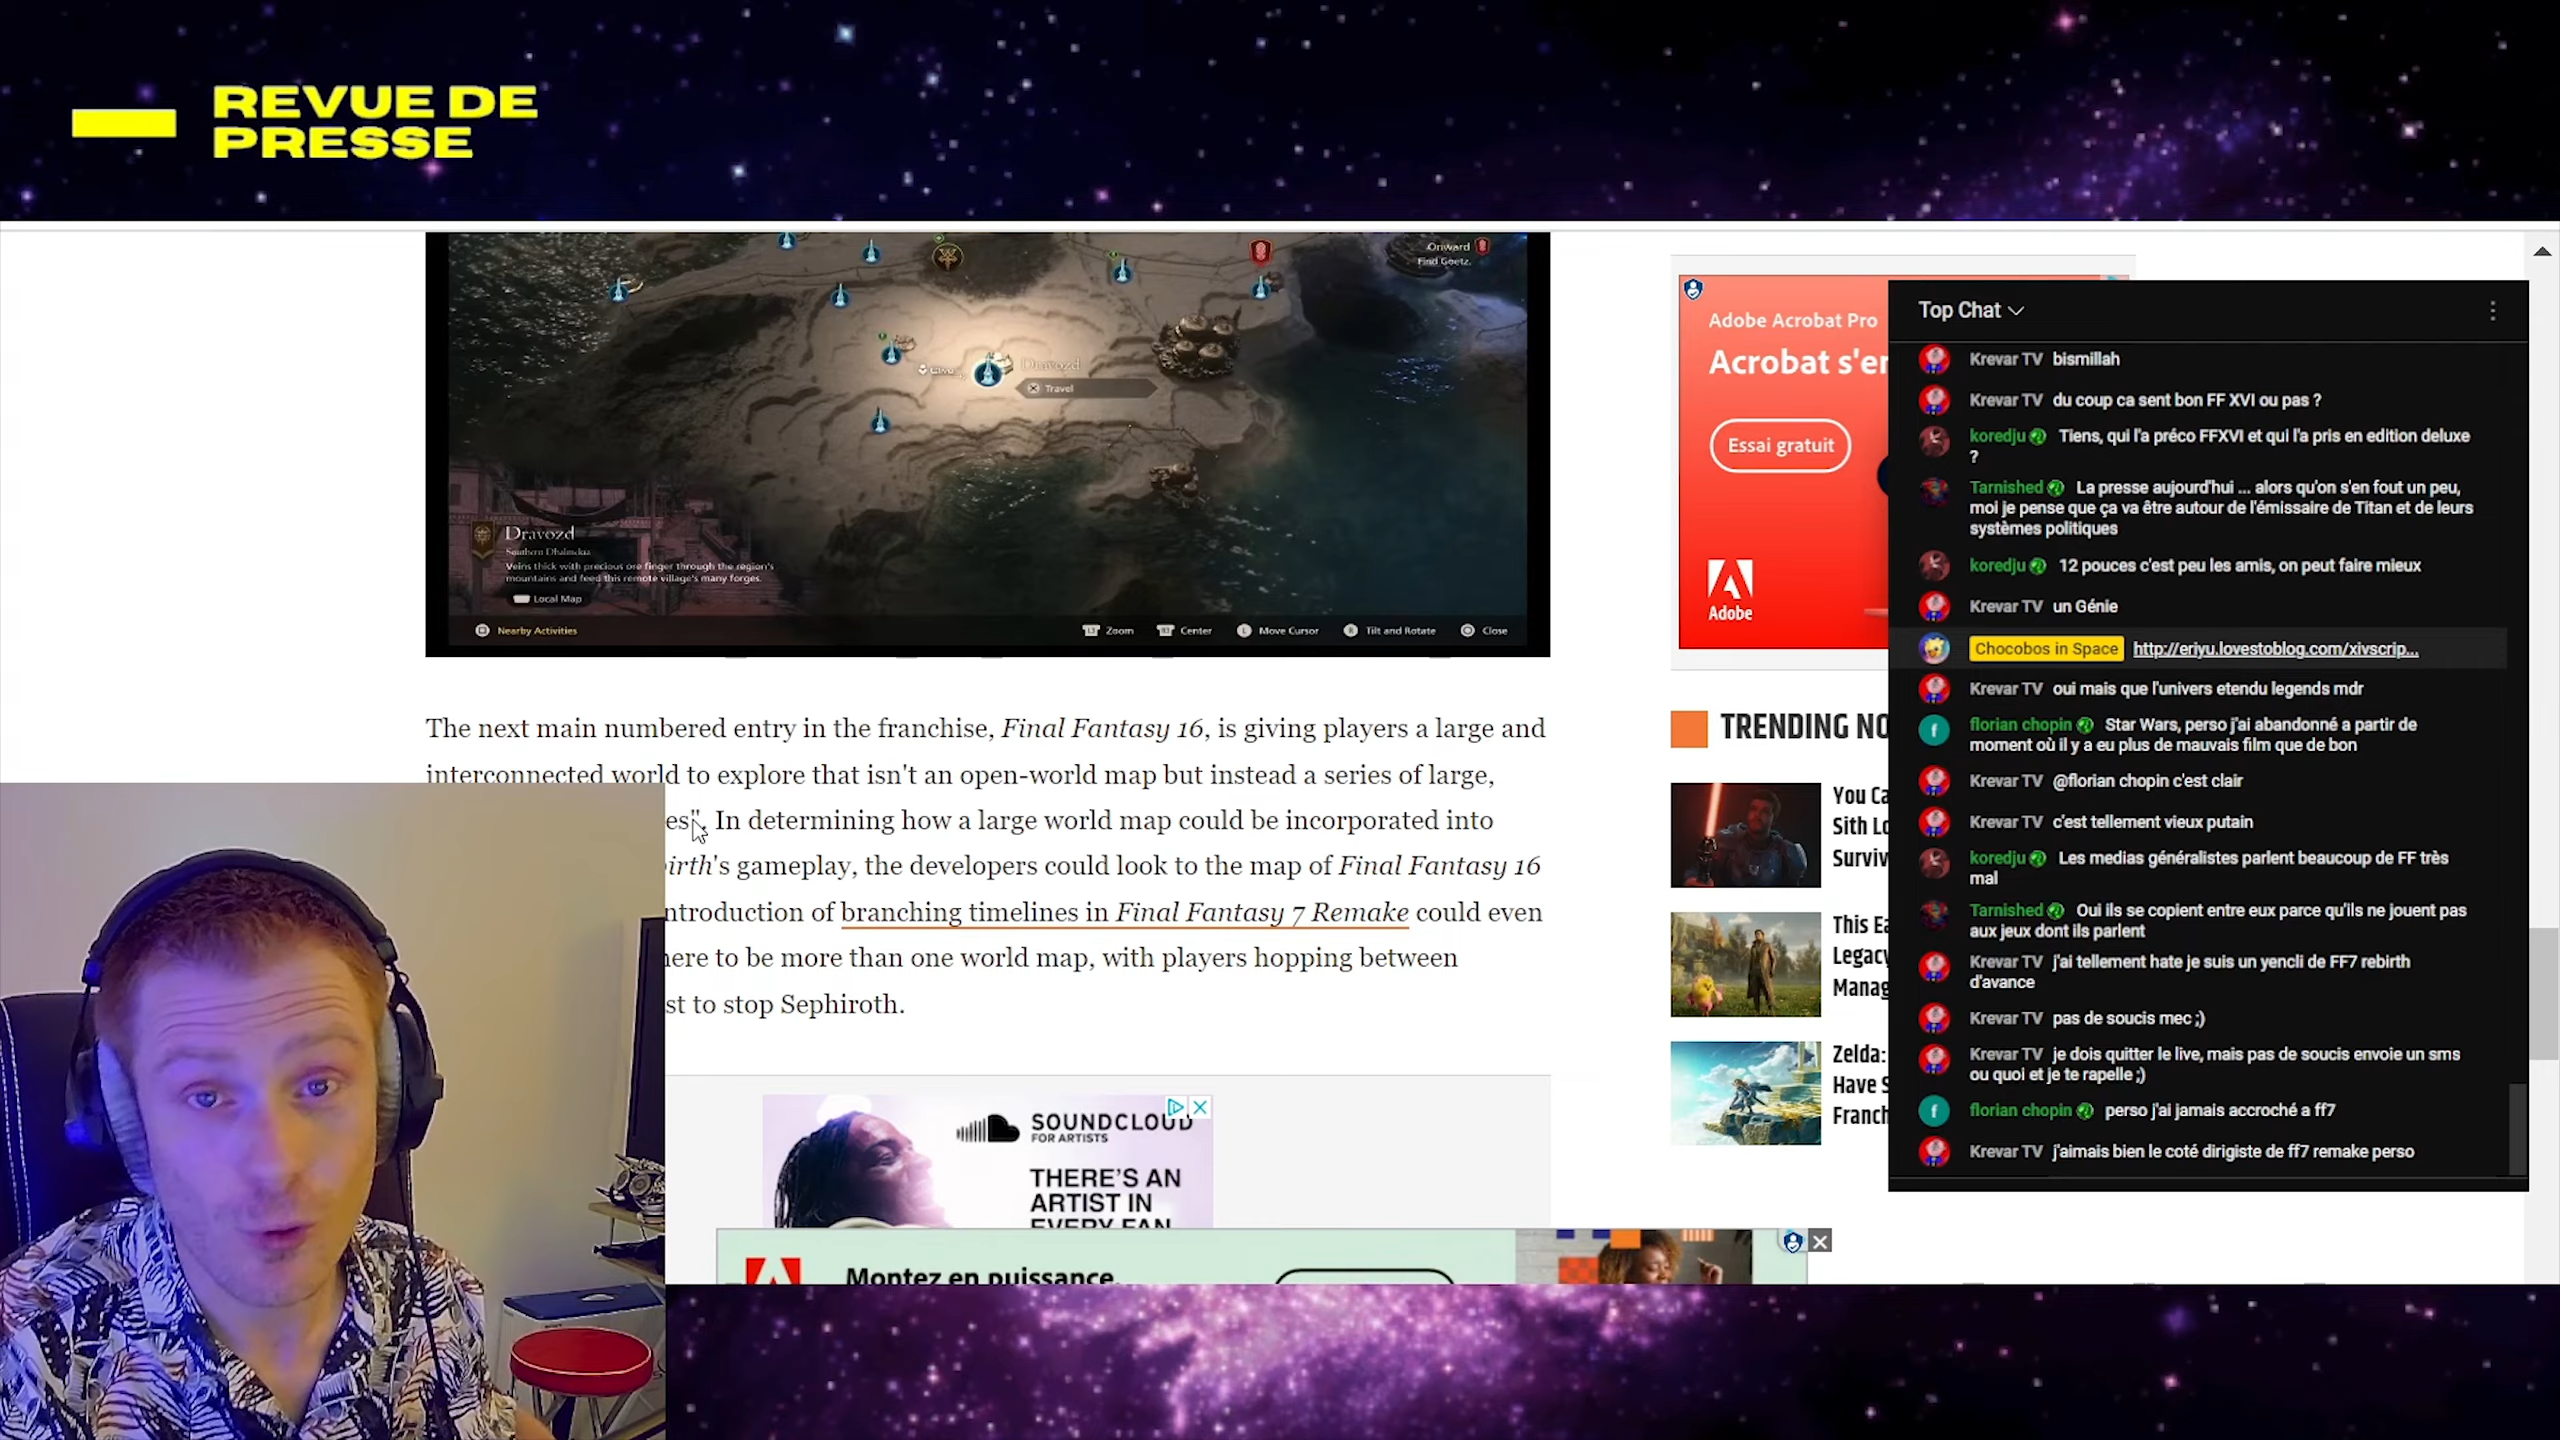 REVUE DE
PRESSE
Onward
Find Goetz.
Dravozd
Travel
Dravozd
Southern Dhalmekia
Veins thick with precious ore finger through the region's
mountains and feed this remote village's many forges.
Local Map
Nearby Activities
Zoom
Center
Move Cursor
Tilt and Rotate
Close
The next main numbered entry in the franchise, Final Fantasy 16, is giving players a large and
interconnected world to explore that isn't an open-world map but instead a series of large,
es". In determining how a large world map could be incorporated into
birth's gameplay, the developers could look to the map of Final Fantasy 16
ntroduction of branching timelines in Final Fantasy 7 Remake could even
here to be more than one world map, with players hopping between
st to stop Sephiroth.
SOUNDCLOUD
FOR ARTISTS
THERE'S AN
ARTIST IN
EVERY FAN
Montez en puissance.
Adobe Acrobat Pro
Acrobat s'er
Essai gratuit
Adobe
TRENDING NO
You Ca
Sith Lo
Surviv
This Ea
Legacy
Manag
Zelda:
Have S
Franch
Top Chat
Krevar TV bismillah
Krevar TV du coup ca sent bon FF XVI ou pas ?
koredju Tiens, qui l'a préco FFXVI et qui l'a pris en edition deluxe
?
Tarnished La presse aujourd'hui ... alors qu'on s'en fout un peu,
moi je pense que ça va être autour de l'émissaire de Titan et de leurs
systèmes politiques
koredju 12 pouces c'est peu les amis, on peut faire mieux
Krevar TV un Génie
Chocobos in Space http://eriyu.lovestoblog.com/xivscrip...
Krevar TV oui mais que l'univers etendu legends mdr
florian chopin Star Wars, perso j'ai abandonné a partir de
moment où il y a eu plus de mauvais film que de bon
Krevar TV @florian chopin c'est clair
Krevar TV c'est tellement vieux putain
koredju Les medias généralistes parlent beaucoup de FF très
mal
Tarnished Oui ils se copient entre eux parce qu'ils ne jouent pas
aux jeux dont ils parlent
Krevar TV j'ai tellement hate je suis un yencli de FF7 rebirth
d'avance
Krevar TV pas de soucis mec ;)
Krevar TV je dois quitter le live, mais pas de soucis envoie un sms
ou quoi et je te rapelle ;)
florian chopin perso j'ai jamais accroché a ff7
Krevar TV j'aimais bien le coté dirigiste de ff7 remake perso